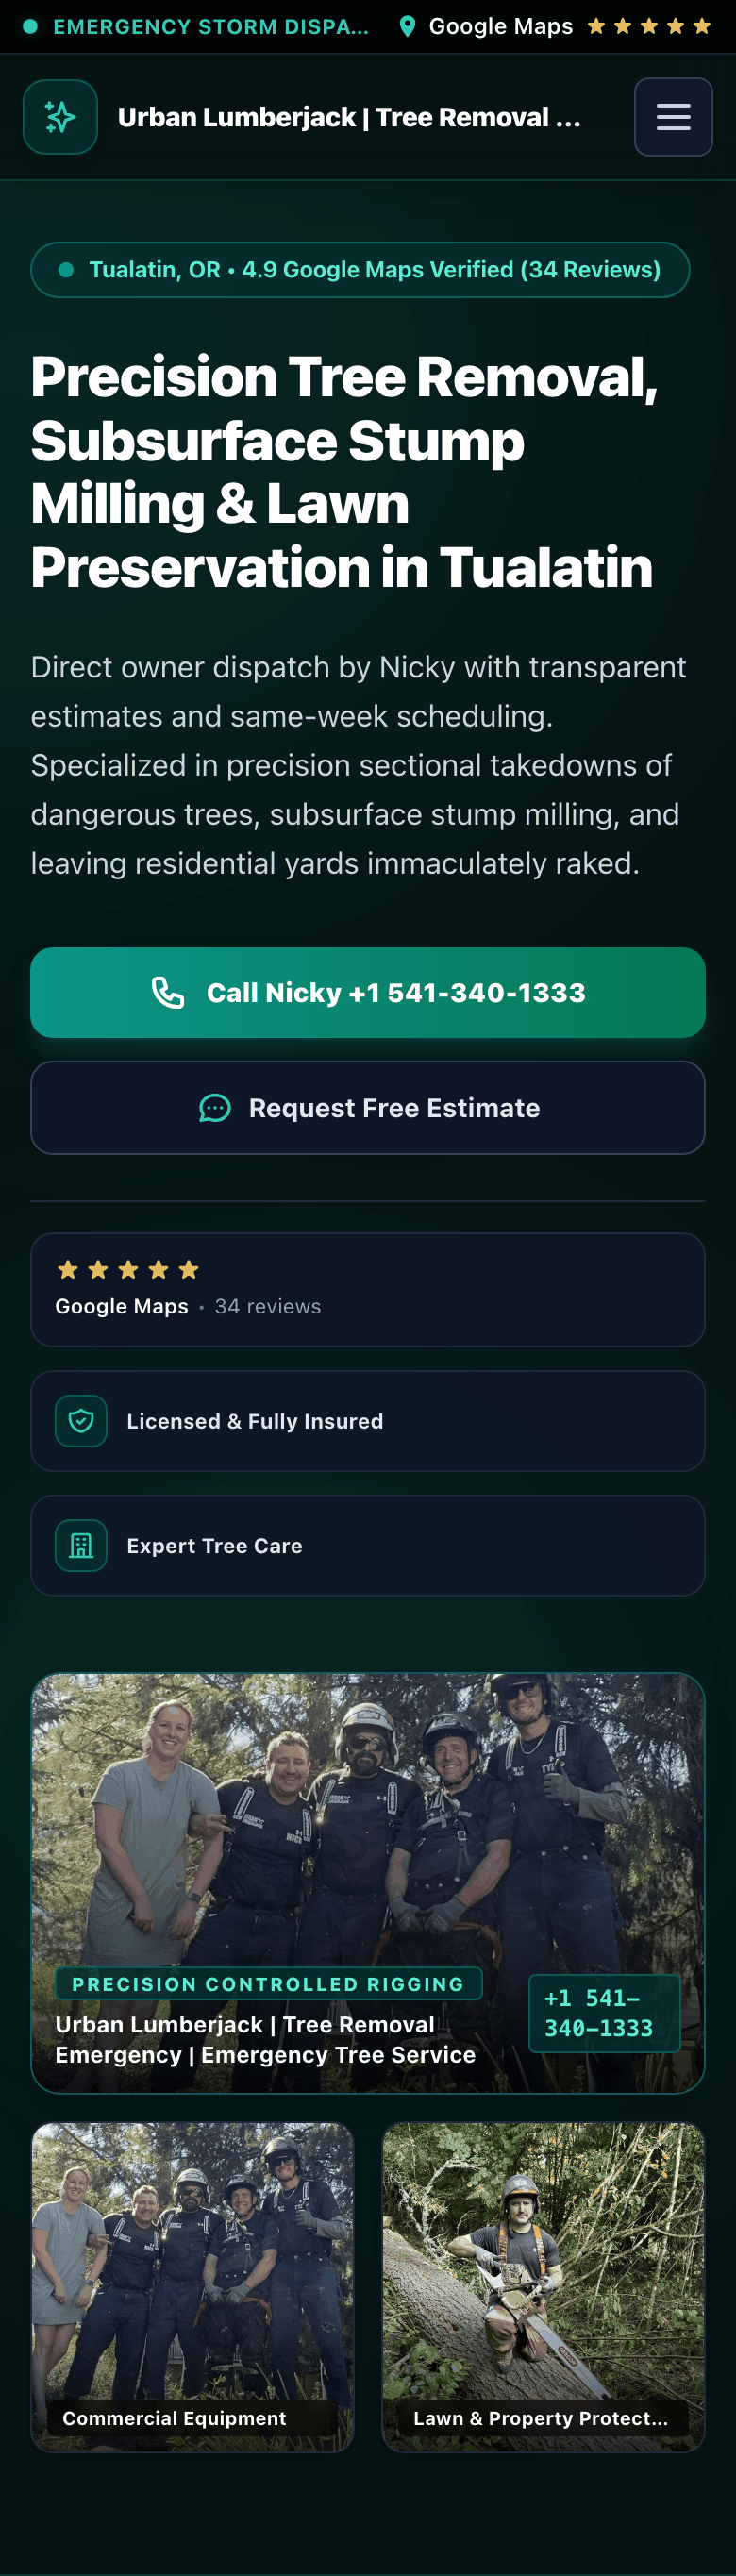 EMERGENCY STORM DISPA... Google Maps
Urban Lumberjack | Tree Removal ...
Tualatin, OR • 4.9 Google Maps Verified (34 Reviews)
Precision Tree Removal,
Subsurface Stump
Milling & Lawn
Preservation in Tualatin
Direct owner dispatch by Nicky with transparent
estimates and same-week scheduling.
Specialized in precision sectional takedowns of
dangerous trees, subsurface stump milling, and
leaving residential yards immaculately raked.
Call Nicky +1 541-340-1333
Request Free Estimate
Google Maps • 34 reviews
Licensed & Fully Insured
Expert Tree Care
PRECISION CONTROLLED RIGGING
Urban Lumberjack | Tree Removal
Emergency | Emergency Tree Service
+1 541-
340-1333
Commercial Equipment
Lawn & Property Protect...